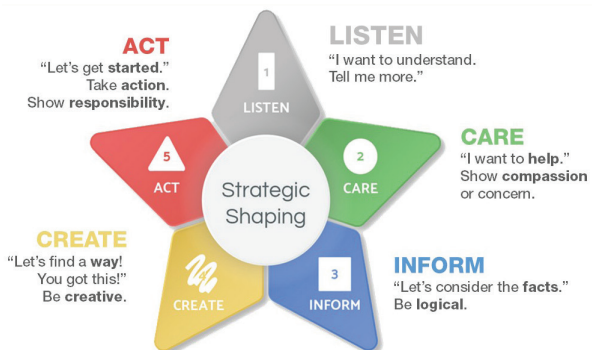 LISTEN
“I want to understand.
Tell me more.”
ACT
“Let’s get started.”
Take action.
Show responsibility.
1
LISTEN
CARE
“I want to help.”
Show compassion
or concern.
2
CARE
5
ACT
Strategic
Shaping
CREATE
“Let’s find a way!
You got this!”
Be creative.
CREATE
3
INFORM
INFORM
“Let’s consider the facts.”
Be logical.